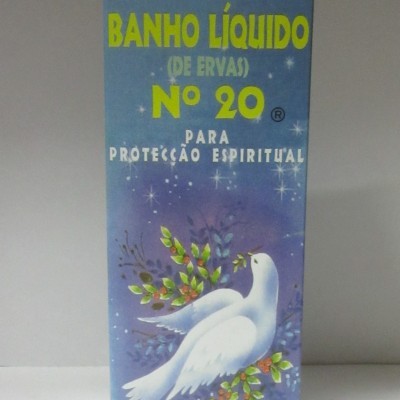 BANHO LÍQUIDO
(DE ERVAS)
Nº 20 ®
PARA
PROTECÇÃO ESPIRITUAL